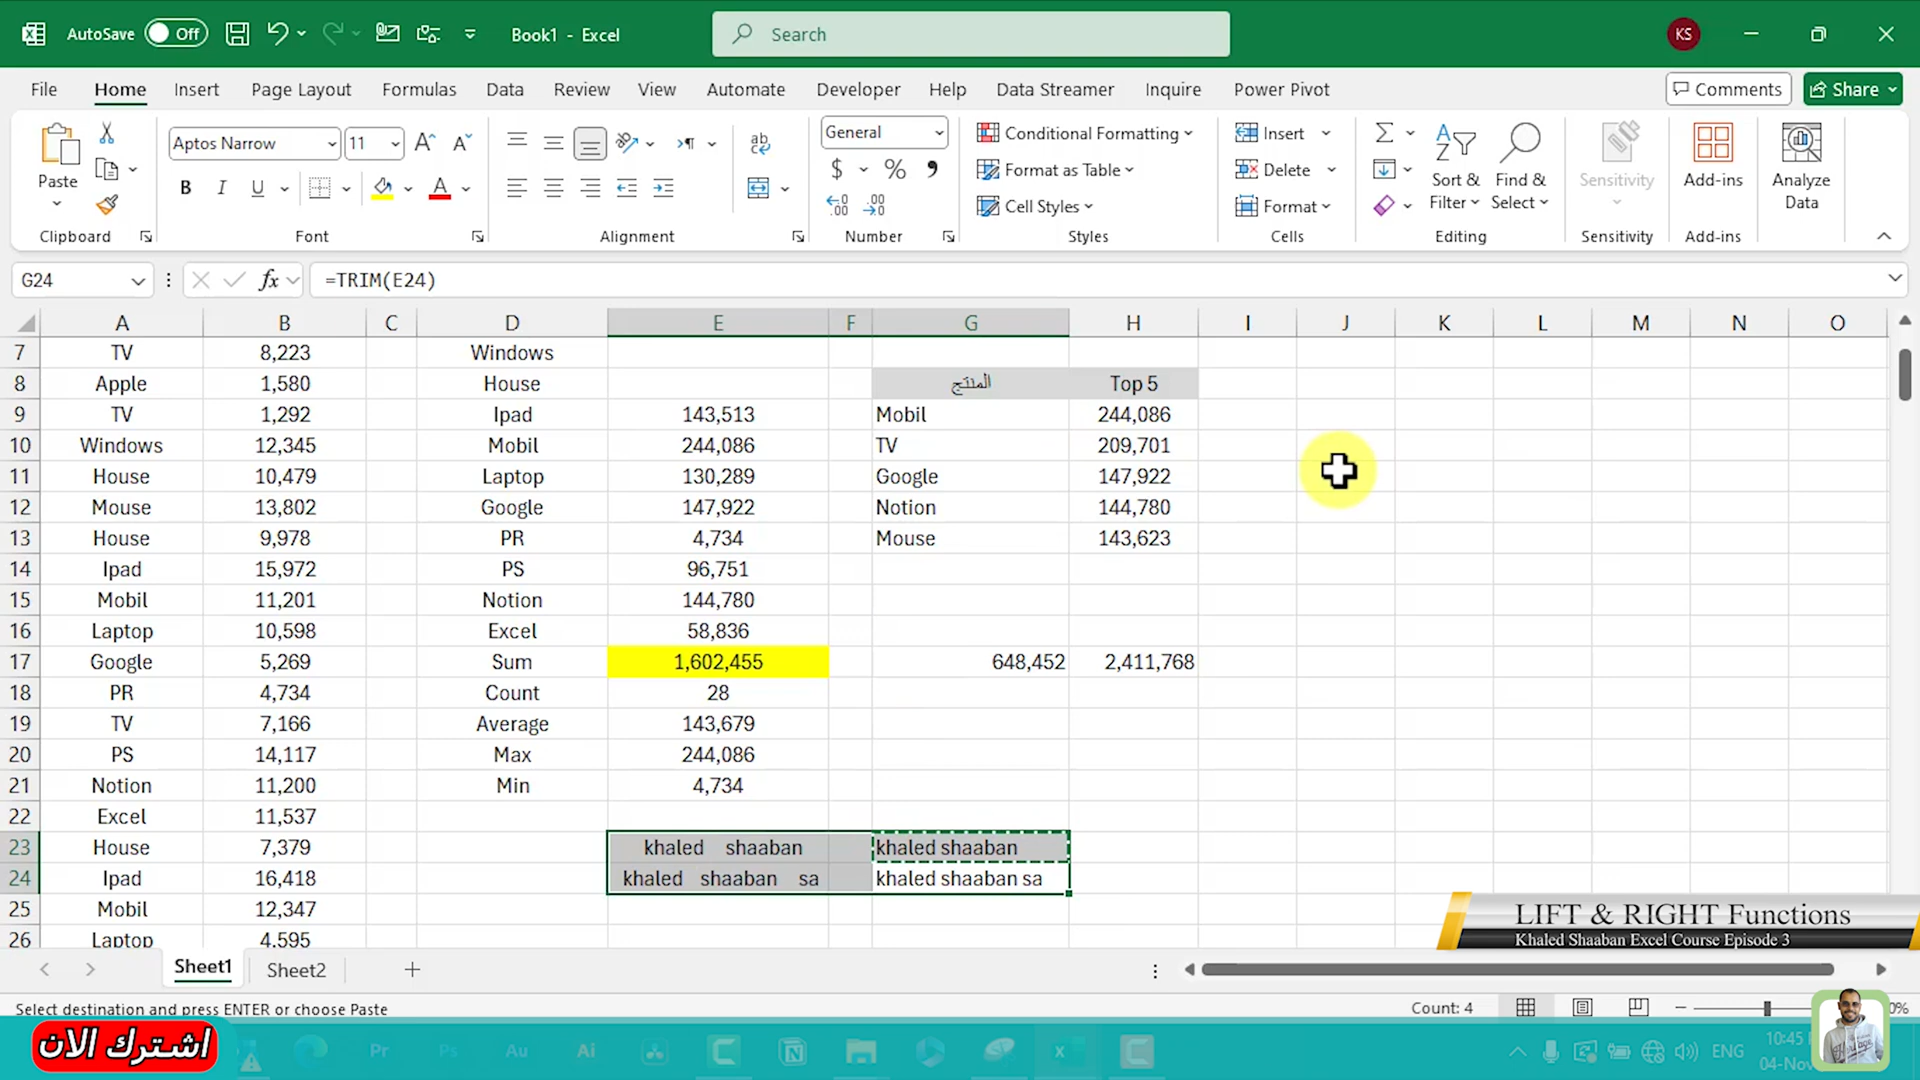 AutoSave Off Book1 - Excel Search KS
File Home Insert Page Layout Formulas Data Review View Automate Developer Help Data Streamer Inquire Power Pivot Comments Share
Paste Aptos Narrow 11 General Conditional Formatting Insert Sort & Filter Find & Select Sensitivity Add-ins Analyze Data
$ % Format as Table Delete
B I U A Cell Styles Format
Clipboard Font Alignment Number Styles Cells Editing Sensitivity Add-ins
G24 fx =TRIM(E24)
A B C D E F G H I J K L M N O
7 TV 8,223 Windows
8 Apple 1,580 House المنتج Top 5
9 TV 1,292 Ipad 143,513 Mobil 244,086
10 Windows 12,345 Mobil 244,086 TV 209,701
11 House 10,479 Laptop 130,289 Google 147,922
12 Mouse 13,802 Google 147,922 Notion 144,780
13 House 9,978 PR 4,734 Mouse 143,623
14 Ipad 15,972 PS 96,751
15 Mobil 11,201 Notion 144,780
16 Laptop 10,598 Excel 58,836
17 Google 5,269 Sum 1,602,455 648,452 2,411,768
18 PR 4,734 Count 28
19 TV 7,166 Average 143,679
20 PS 14,117 Max 244,086
21 Notion 11,200 Min 4,734
22 Excel 11,537
23 House 7,379 khaled shaaban khaled shaaban
24 Ipad 16,418 khaled shaaban sa khaled shaaban sa
25 Mobil 12,347
26 Laptop 4,595
LIFT & RIGHT Functions
Khaled Shaaban Excel Course Episode 3
Sheet1 Sheet2
Select destination and press ENTER or choose Paste Count: 4
اشترك الان
Pr Ps Au Ai ENG 10:45